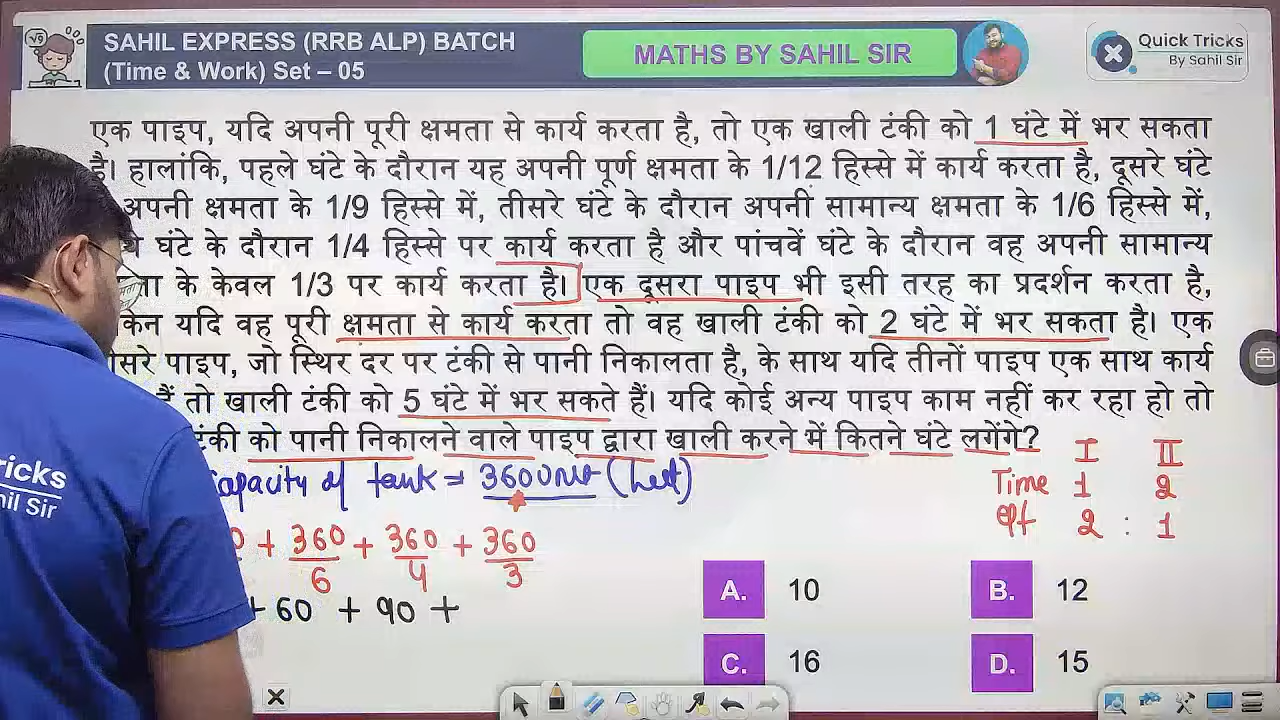 SAHIL EXPRESS (RRB ALP) BATCH
(Time & Work) Set – 05
MATHS BY SAHIL SIR
Quick Tricks
By Sahil Sir
एक पाइप, यदि अपनी पूरी क्षमता से कार्य करता है, तो एक खाली टंकी को 1 घंटे में भर सकता
है। हालांकि, पहले घंटे के दौरान यह अपनी पूर्ण क्षमता के 1/12 हिस्से में कार्य करता है, दूसरे घंटे
अपनी क्षमता के 1/9 हिस्से में, तीसरे घंटे के दौरान अपनी सामान्य क्षमता के 1/6 हिस्से में,
घंटे के दौरान 1/4 हिस्से पर कार्य करता है और पांचवें घंटे के दौरान वह अपनी सामान्य
के केवल 1/3 पर कार्य करता है। एक दूसरा पाइप भी इसी तरह का प्रदर्शन करता है,
यदि वह पूरी क्षमता से कार्य करता तो वह खाली टंकी को 2 घंटे में भर सकता है। एक
पाइप, जो स्थिर दर पर टंकी से पानी निकालता है, के साथ यदि तीनों पाइप एक साथ कार्य
हैं तो खाली टंकी को 5 घंटे में भर सकते हैं। यदि कोई अन्य पाइप काम नहीं कर रहा हो तो
टंकी को पानी निकालने वाले पाइप द्वारा खाली करने में कितने घंटे लगेंगे?
I II
capacity of tank = 360 unit (let)
Time 1 2
eff 2 : 1
0 + 360/6 + 360/4 + 360/3
+ 60 + 90 +
A. 10
B. 12
C. 16
D. 15
ricks
hil Sir